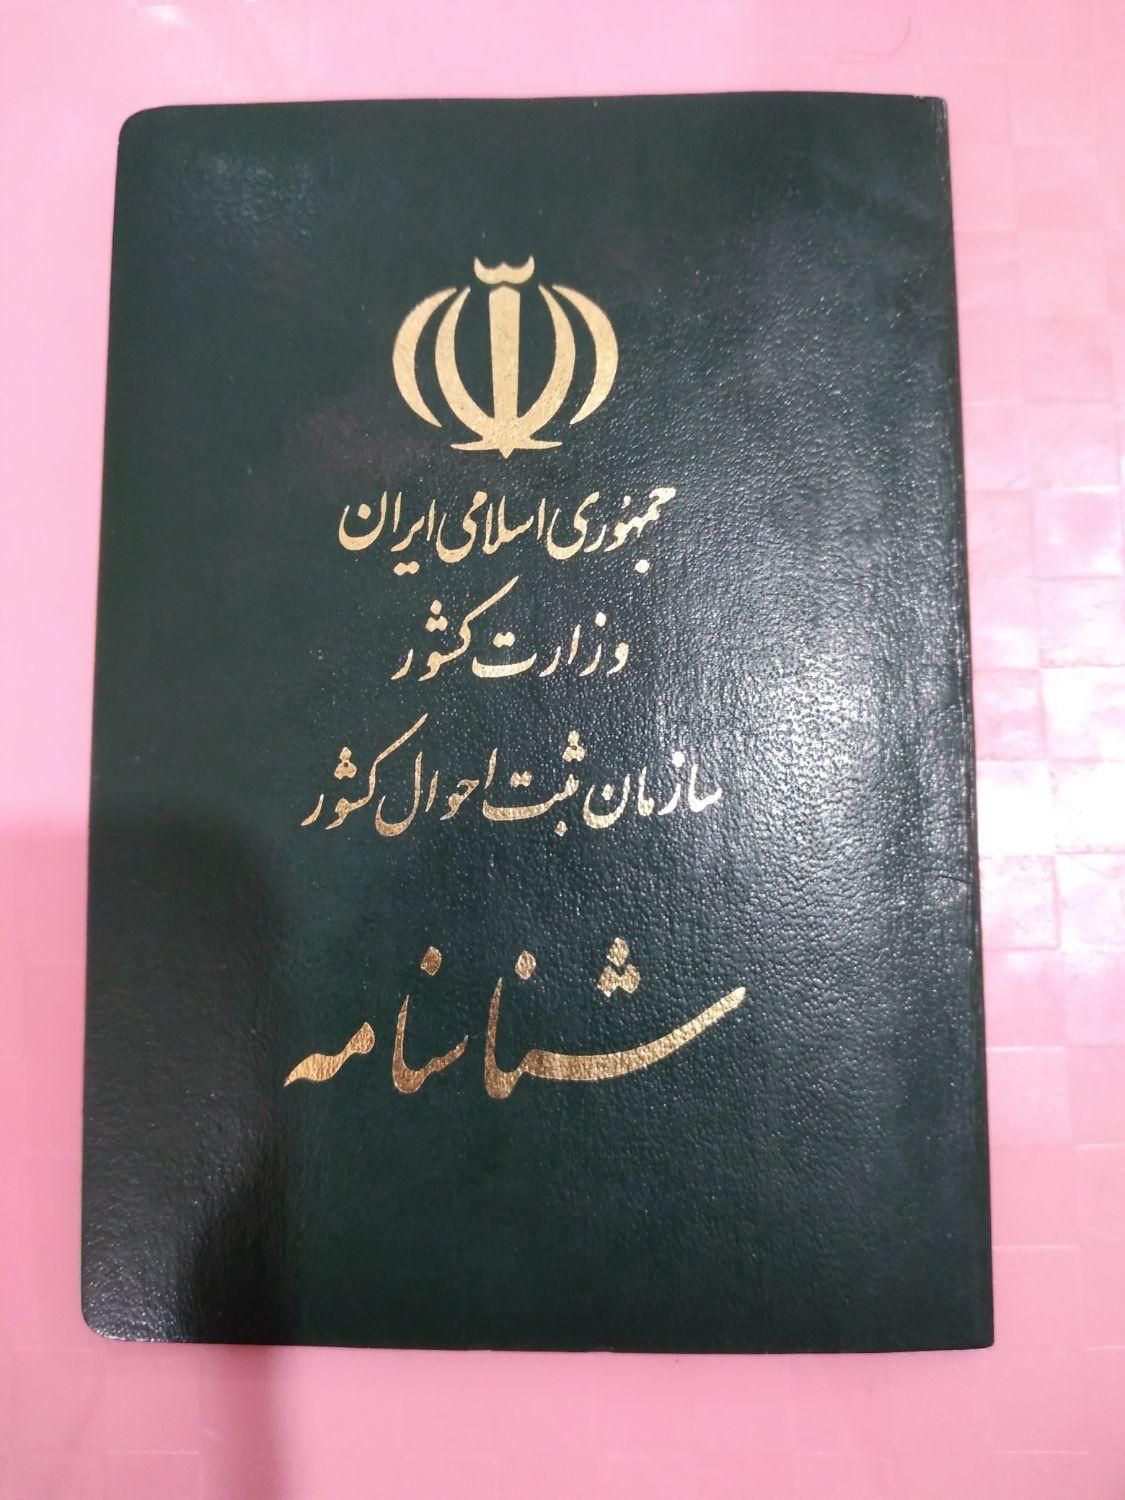 جمهوری اسلامی ایران
وزارت کشور
سازمان ثبت احوال کشور
شناسنامه